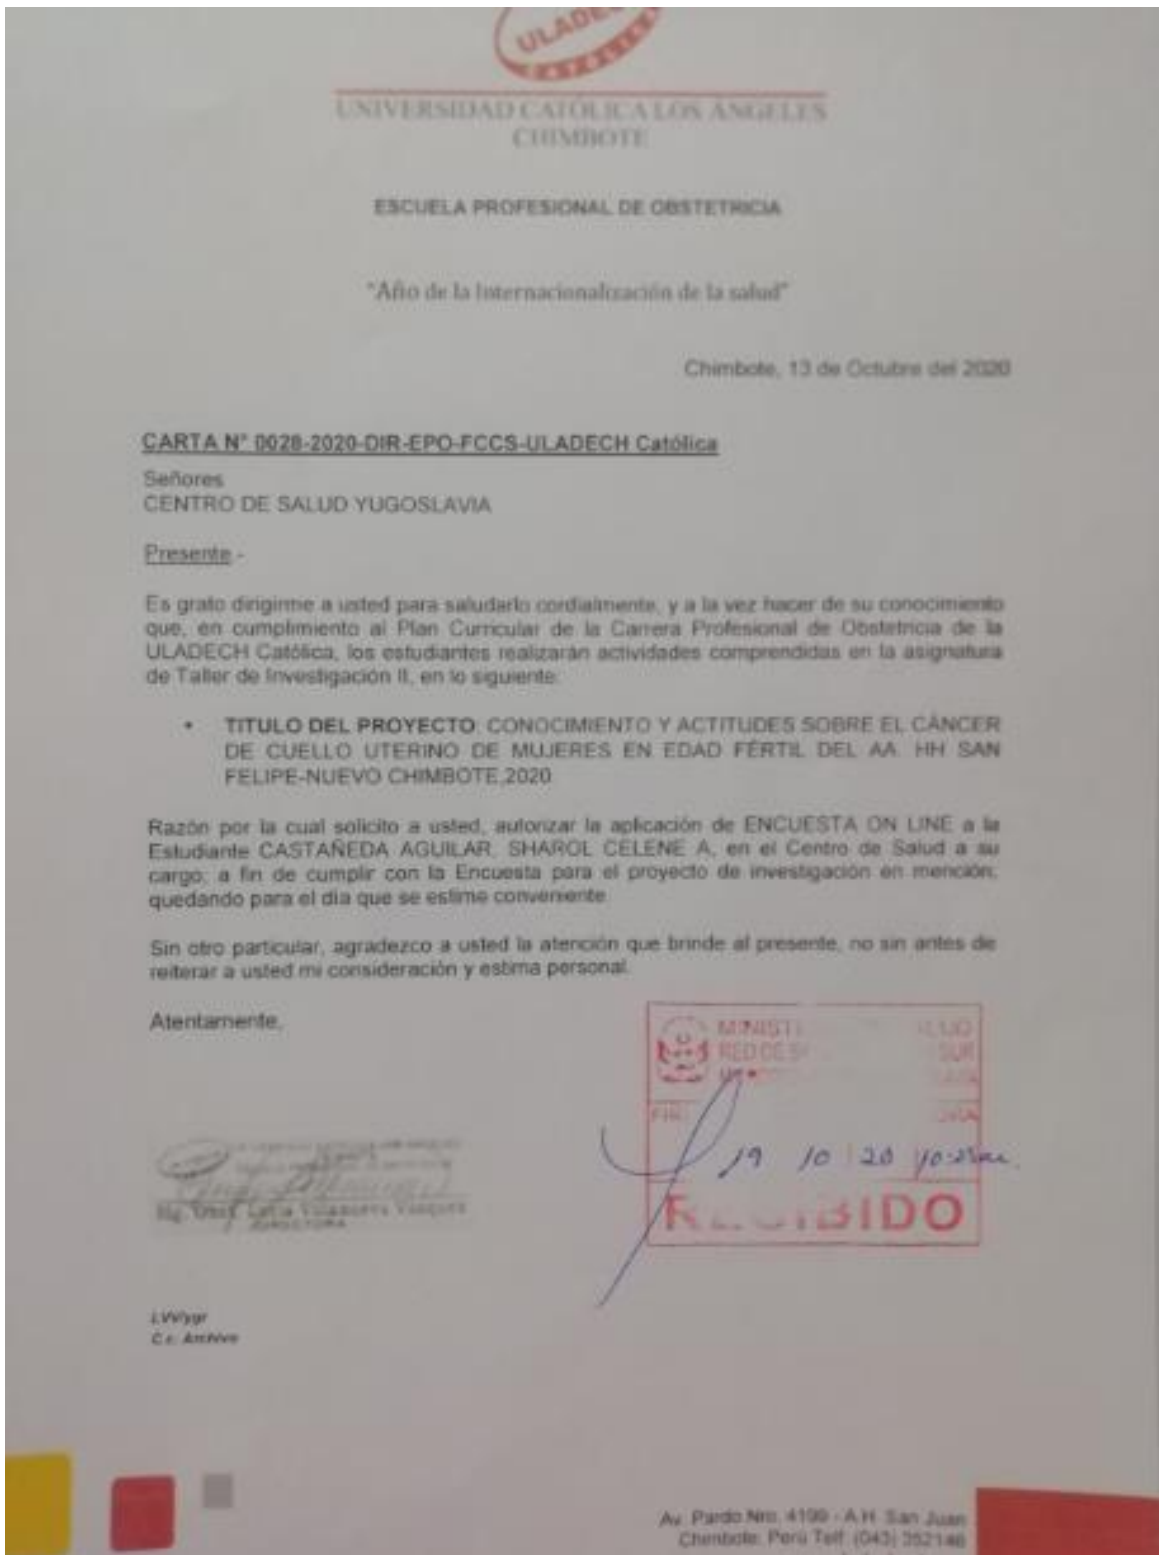 ULADECH
CATÓLICA
UNIVERSIDAD CATÓLICA LOS ÁNGELES
CHIMBOTE
ESCUELA PROFESIONAL DE OBSTETRICIA
"Año de la Internacionalización de la salud"
Chimbote, 13 de Octubre del 2020
CARTA N° 0028-2020-DIR-EPO-FCCS-ULADECH Católica
Señores
CENTRO DE SALUD YUGOSLAVIA
Presente.-
Es grato dirigirme a usted para saludarlo cordialmente, y a la vez hacer de su conocimiento
que, en cumplimiento al Plan Curricular de la Carrera Profesional de Obstetricia de la
ULADECH Católica, los estudiantes realizarán actividades comprendidas en la asignatura
de Taller de Investigación II, en lo siguiente:
• TITULO DEL PROYECTO: CONOCIMIENTO Y ACTITUDES SOBRE EL CÁNCER
DE CUELLO UTERINO DE MUJERES EN EDAD FÉRTIL DEL AA. HH SAN
FELIPE-NUEVO CHIMBOTE,2020
Razón por la cual solicito a usted, autorizar la aplicación de ENCUESTA ON LINE a la
Estudiante CASTAÑEDA AGUILAR, SHAROL CELENE A, en el Centro de Salud a su
cargo; a fin de cumplir con la Encuesta para el proyecto de investigación en mención;
quedando para el día que se estime conveniente.
Sin otro particular, agradezco a usted la atención que brinde al presente, no sin antes de
reiterar a usted mi consideración y estima personal.
Atentamente,
RED DE SUR
19 10 20
RECIBIDO
DIRECTORA
LVV/ygr
C.c. Archivo
Av. Pardo Nro. 4199 - A.H. San Juan
Chimbote, Perú Telf: (043) 352146